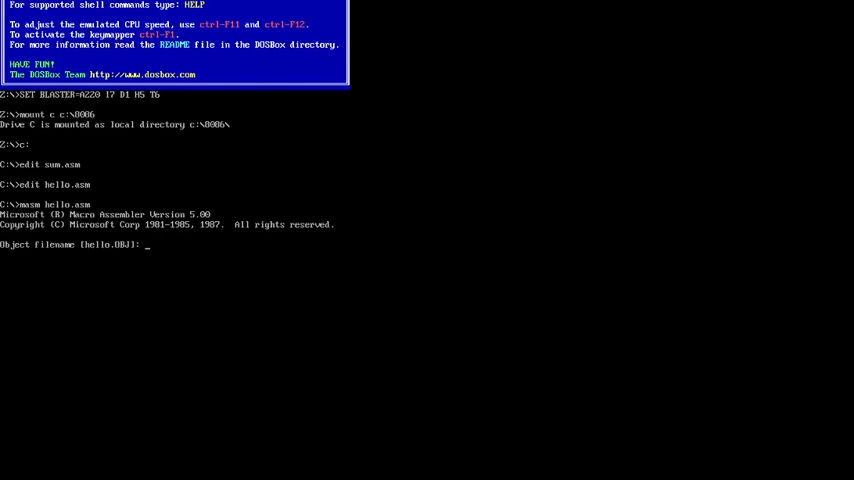 For supported shell commands type: HELP
To adjust the emulated CPU speed, use ctrl-F11 and ctrl-F12.
To activate the keymapper ctrl-F1.
For more information read the README file in the DOSBox directory.
HAVE FUN!
The DOSBox Team http://www.dosbox.com
Z:\>SET BLASTER=A220 I7 D1 H5 T6
Z:\>mount c c:\8086
Drive C is mounted as local directory c:\8086\
Z:\>c:
C:\>edit sum.asm
C:\>edit hello.asm
C:\>masm hello.asm
Microsoft (R) Macro Assembler Version 5.00
Copyright (C) Microsoft Corp 1981-1985, 1987.  All rights reserved.
Object filename [hello.OBJ]: _